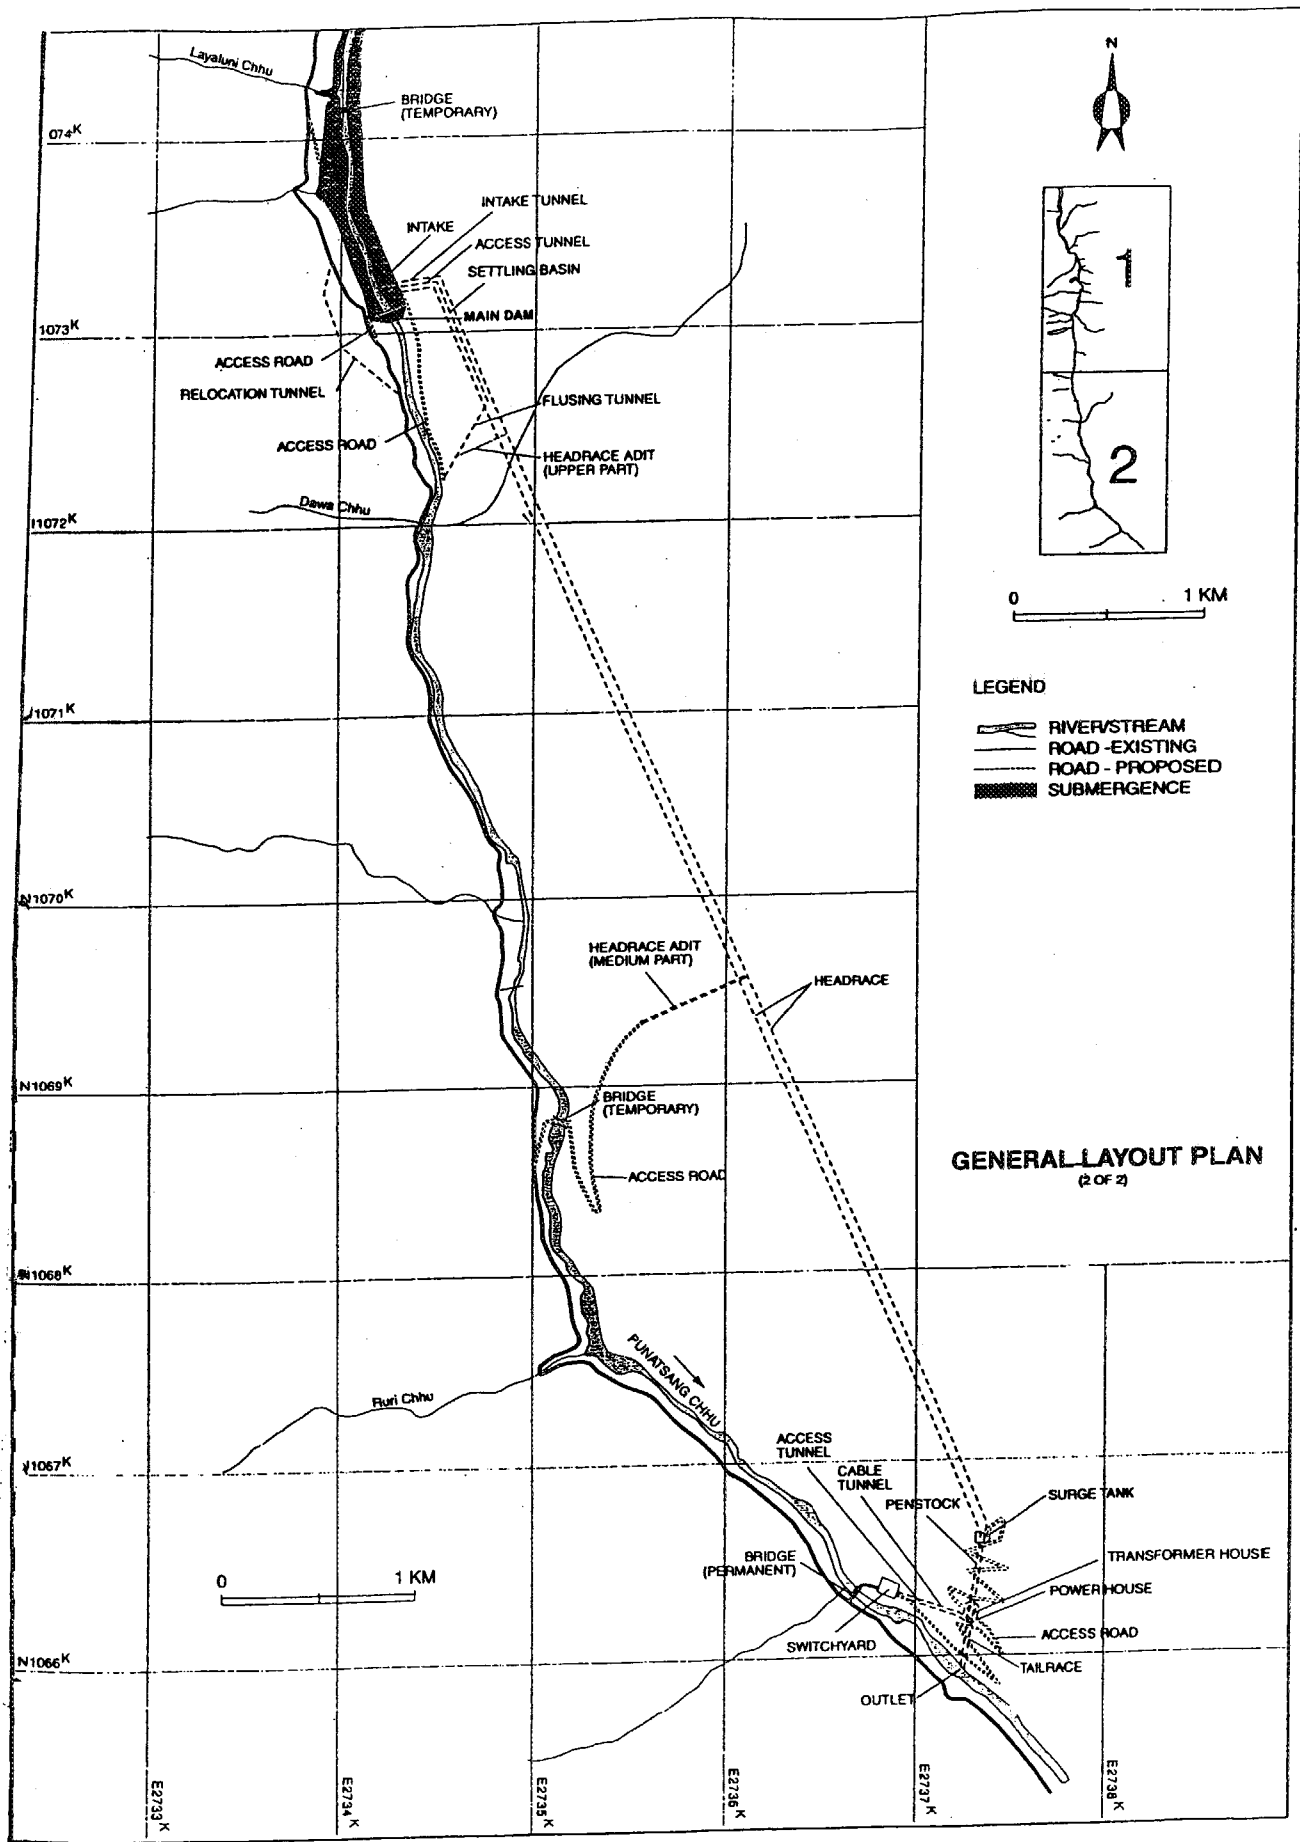 N
Layaluni Chhu
BRIDGE
(TEMPORARY)
074K
INTAKE TUNNEL
INTAKE
ACCESS TUNNEL
SETTLING BASIN
1
MAIN DAM
1073K
ACCESS ROAD
RELOCATION TUNNEL
FLUSING TUNNEL
ACCESS ROAD
HEADRACE ADIT
(UPPER PART)
2
Dawa Chhu
1072K
0 1 KM
LEGEND
1071K
RIVER/STREAM
ROAD -EXISTING
ROAD - PROPOSED
SUBMERGENCE
N1070K
HEADRACE ADIT
(MEDIUM PART)
HEADRACE
N1069K
BRIDGE
(TEMPORARY)
GENERAL LAYOUT PLAN
(2 OF 2)
ACCESS ROAD
N1068K
PUNATSANG CHHU
Ruri Chhu
ACCESS
TUNNEL
N1067K
CABLE
TUNNEL
PENSTOCK
SURGE TANK
BRIDGE
(PERMANENT)
TRANSFORMER HOUSE
0 1 KM
POWER HOUSE
ACCESS ROAD
SWITCHYARD
N1066K
TAILRACE
OUTLET
E2733K
E2734K
E2735K
E2736K
E2737K
E2738K